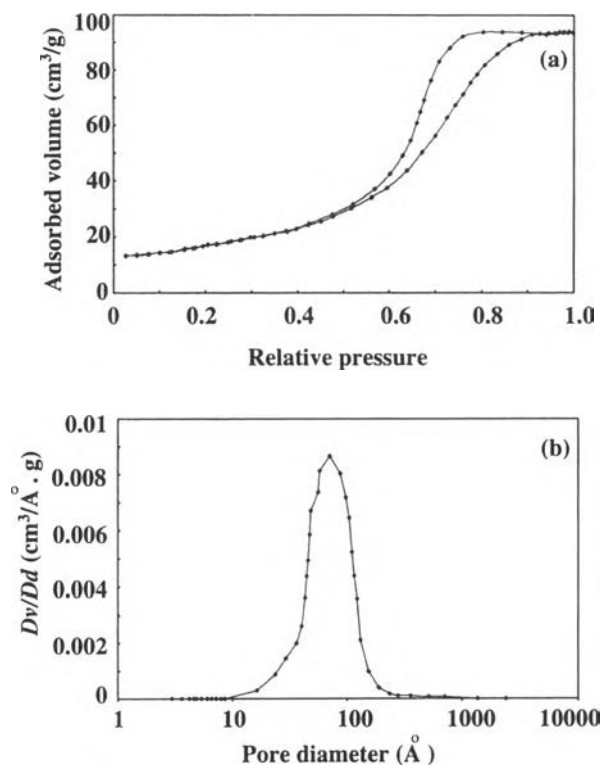 100
80
60
40
20
0
Adsorbed volume (cm³/g)
(a)
0 0.2 0.4 0.6 0.8 1.0
Relative pressure
0.01
0.008
0.006
0.004
0.002
0
Dv/Dd (cm³/Å . g)
(b)
1 10 100 1000 10000
Pore diameter (Å)